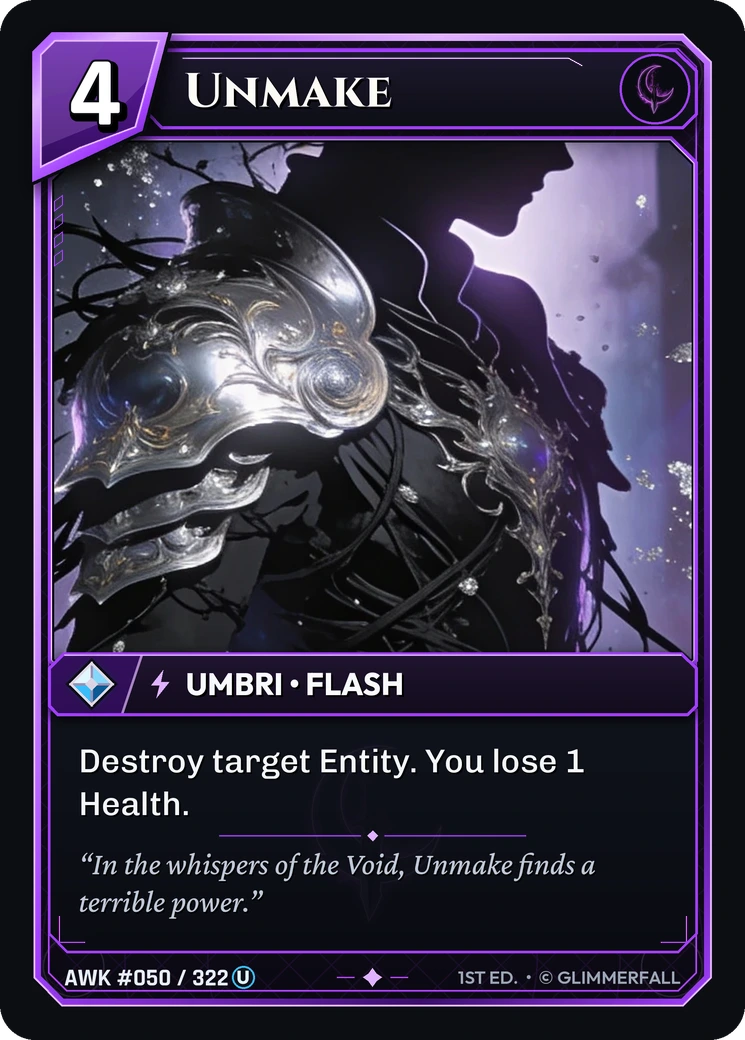 4
UNMAKE
UMBRI • FLASH
Destroy target Entity. You lose 1
Health.
“In the whispers of the Void, Unmake finds a
terrible power.”
AWK #050 / 322 U
1ST ED. • © GLIMMERFALL